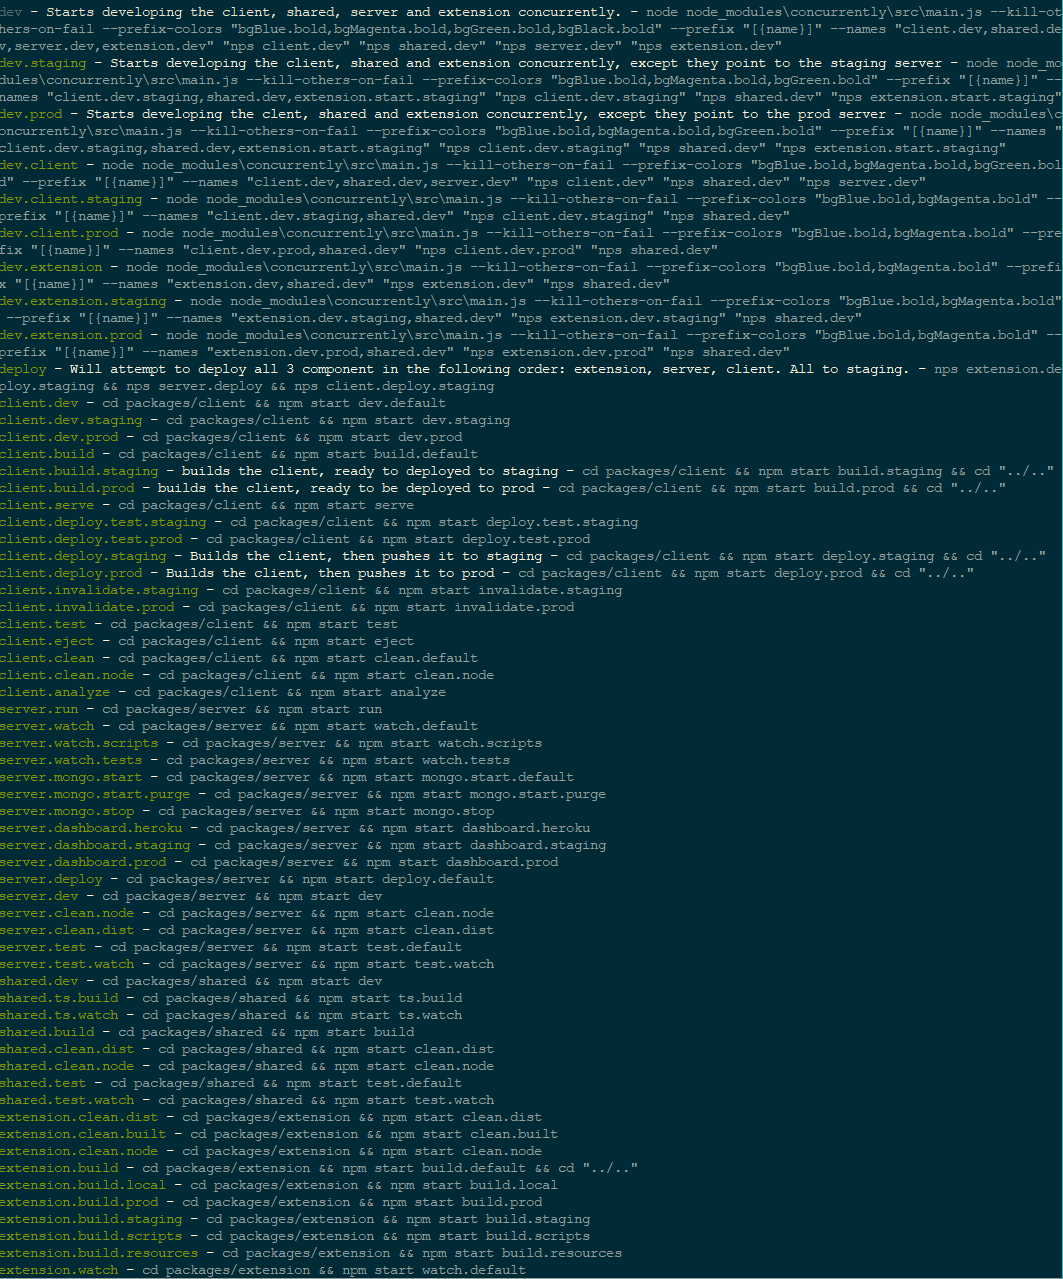 dev - Starts developing the client, shared, server and extension concurrently. - node node_modules\concurrently\src\main.js --kill-ot
hers-on-fail --prefix-colors "bgBlue.bold,bgMagenta.bold,bgGreen.bold,bgBlack.bold" --prefix "[{name}]" --names "client.dev,shared.de
v,server.dev,extension.dev" "nps client.dev" "nps shared.dev" "nps server.dev" "nps extension.dev"
dev.staging - Starts developing the client, shared and extension concurrently, except they point to the staging server - node node_mo
dules\concurrently\src\main.js --kill-others-on-fail --prefix-colors "bgBlue.bold,bgMagenta.bold,bgGreen.bold" --prefix "[{name}]" --
names "client.dev.staging,shared.dev,extension.start.staging" "nps client.dev.staging" "nps shared.dev" "nps extension.start.staging"
dev.prod - Starts developing the clent, shared and extension concurrently, except they point to the prod server - node node_modules\c
oncurrently\src\main.js --kill-others-on-fail --prefix-colors "bgBlue.bold,bgMagenta.bold,bgGreen.bold" --prefix "[{name}]" --names "
client.dev.staging,shared.dev,extension.start.staging" "nps client.dev.staging" "nps shared.dev" "nps extension.start.staging"
dev.client - node node_modules\concurrently\src\main.js --kill-others-on-fail --prefix-colors "bgBlue.bold,bgMagenta.bold,bgGreen.bol
d" --prefix "[{name}]" --names "client.dev,shared.dev,server.dev" "nps client.dev" "nps shared.dev" "nps server.dev"
dev.client.staging - node node_modules\concurrently\src\main.js --kill-others-on-fail --prefix-colors "bgBlue.bold,bgMagenta.bold" --
prefix "[{name}]" --names "client.dev.staging,shared.dev" "nps client.dev.staging" "nps shared.dev"
dev.client.prod - node node_modules\concurrently\src\main.js --kill-others-on-fail --prefix-colors "bgBlue.bold,bgMagenta.bold" --pre
fix "[{name}]" --names "client.dev.prod,shared.dev" "nps client.dev.prod" "nps shared.dev"
dev.extension - node node_modules\concurrently\src\main.js --kill-others-on-fail --prefix-colors "bgBlue.bold,bgMagenta.bold" --prefi
x "[{name}]" --names "extension.dev,shared.dev" "nps extension.dev" "nps shared.dev"
dev.extension.staging - node node_modules\concurrently\src\main.js --kill-others-on-fail --prefix-colors "bgBlue.bold,bgMagenta.bold"
--prefix "[{name}]" --names "extension.dev.staging,shared.dev" "nps extension.dev.staging" "nps shared.dev"
dev.extension.prod - node node_modules\concurrently\src\main.js --kill-others-on-fail --prefix-colors "bgBlue.bold,bgMagenta.bold" --
prefix "[{name}]" --names "extension.dev.prod,shared.dev" "nps extension.dev.prod" "nps shared.dev"
deploy - Will attempt to deploy all 3 component in the following order: extension, server, client. All to staging. - nps extension.de
ploy.staging && nps server.deploy && nps client.deploy.staging
client.dev - cd packages/client && npm start dev.default
client.dev.staging - cd packages/client && npm start dev.staging
client.dev.prod - cd packages/client && npm start dev.prod
client.build - cd packages/client && npm start build.default
client.build.staging - builds the client, ready to deployed to staging - cd packages/client && npm start build.staging && cd "../.."
client.build.prod - builds the client, ready to be deployed to prod - cd packages/client && npm start build.prod && cd "../.."
client.serve - cd packages/client && npm start serve
client.deploy.test.staging - cd packages/client && npm start deploy.test.staging
client.deploy.test.prod - cd packages/client && npm start deploy.test.prod
client.deploy.staging - Builds the client, then pushes it to staging - cd packages/client && npm start deploy.staging && cd "../.."
client.deploy.prod - Builds the client, then pushes it to prod - cd packages/client && npm start deploy.prod && cd "../.."
client.invalidate.staging - cd packages/client && npm start invalidate.staging
client.invalidate.prod - cd packages/client && npm start invalidate.prod
client.test - cd packages/client && npm start test
client.eject - cd packages/client && npm start eject
client.clean - cd packages/client && npm start clean.default
client.clean.node - cd packages/client && npm start clean.node
client.analyze - cd packages/client && npm start analyze
server.run - cd packages/server && npm start run
server.watch - cd packages/server && npm start watch.default
server.watch.scripts - cd packages/server && npm start watch.scripts
server.watch.tests - cd packages/server && npm start watch.tests
server.mongo.start - cd packages/server && npm start mongo.start.default
server.mongo.start.purge - cd packages/server && npm start mongo.start.purge
server.mongo.stop - cd packages/server && npm start mongo.stop
server.dashboard.heroku - cd packages/server && npm start dashboard.heroku
server.dashboard.staging - cd packages/server && npm start dashboard.staging
server.dashboard.prod - cd packages/server && npm start dashboard.prod
server.deploy - cd packages/server && npm start deploy.default
server.dev - cd packages/server && npm start dev
server.clean.node - cd packages/server && npm start clean.node
server.clean.dist - cd packages/server && npm start clean.dist
server.test - cd packages/server && npm start test.default
server.test.watch - cd packages/server && npm start test.watch
shared.dev - cd packages/shared && npm start dev
shared.ts.build - cd packages/shared && npm start ts.build
shared.ts.watch - cd packages/shared && npm start ts.watch
shared.build - cd packages/shared && npm start build
shared.clean.dist - cd packages/shared && npm start clean.dist
shared.clean.node - cd packages/shared && npm start clean.node
shared.test - cd packages/shared && npm start test.default
shared.test.watch - cd packages/shared && npm start test.watch
extension.clean.dist - cd packages/extension && npm start clean.dist
extension.clean.built - cd packages/extension && npm start clean.built
extension.clean.node - cd packages/extension && npm start clean.node
extension.build - cd packages/extension && npm start build.default && cd "../.."
extension.build.local - cd packages/extension && npm start build.local
extension.build.prod - cd packages/extension && npm start build.prod
extension.build.staging - cd packages/extension && npm start build.staging
extension.build.scripts - cd packages/extension && npm start build.scripts
extension.build.resources - cd packages/extension && npm start build.resources
extension.watch - cd packages/extension && npm start watch.default